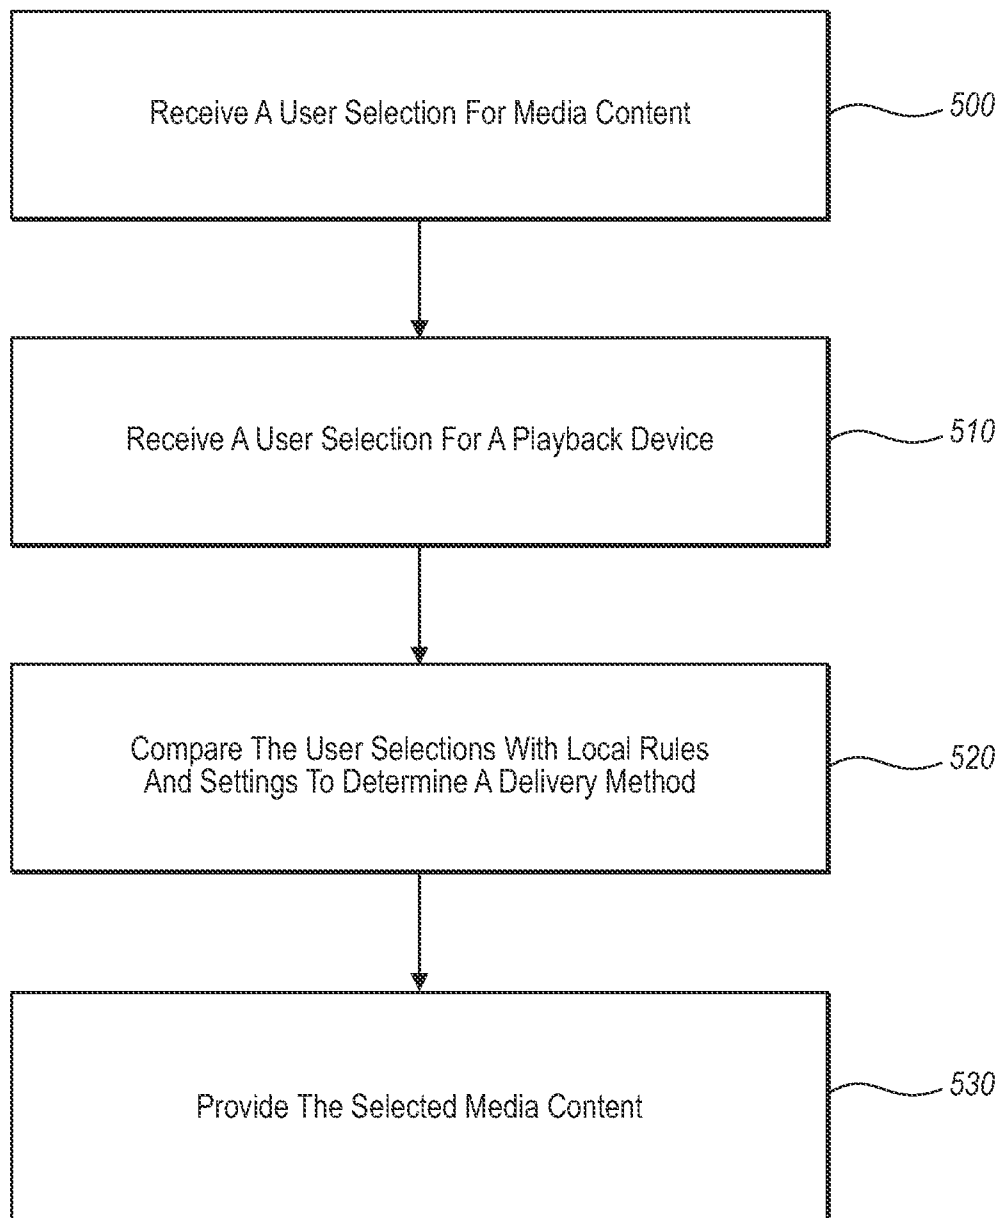 Receive A User Selection For Media Content
500
Receive A User Selection For A Playback Device
510
Compare The User Selections With Local Rules
And Settings To Determine A Delivery Method
520
Provide The Selected Media Content
530